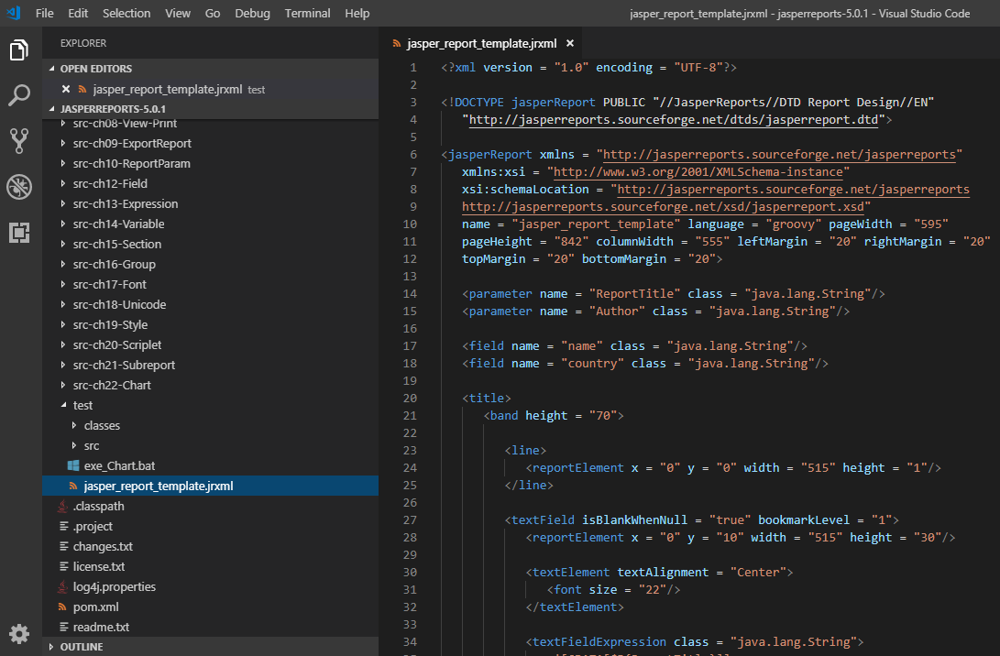 File Edit Selection View Go Debug Terminal Help
jasper_report_template.jrxml - jasperreports-5.0.1 - Visual Studio Code
EXPLORER
OPEN EDITORS
jasper_report_template.jrxml test
JASPERREPORTS-5.0.1
src-ch08-View-Print
src-ch09-ExportReport
src-ch10-ReportParam
src-ch12-Field
src-ch13-Expression
src-ch14-Variable
src-ch15-Section
src-ch16-Group
src-ch17-Font
src-ch18-Unicode
src-ch19-Style
src-ch20-Scriplet
src-ch21-Subreport
src-ch22-Chart
test
classes
src
exe_Chart.bat
jasper_report_template.jrxml
.classpath
.project
changes.txt
license.txt
log4j.properties
pom.xml
readme.txt
OUTLINE
jasper_report_template.jrxml
1 <?xml version = "1.0" encoding = "UTF-8"?>
2
3 <!DOCTYPE jasperReport PUBLIC "//JasperReports//DTD Report Design//EN"
4 "http://jasperreports.sourceforge.net/dtds/jasperreport.dtd">
5
6 <jasperReport xmlns = "http://jasperreports.sourceforge.net/jasperreports"
7 xmlns:xsi = "http://www.w3.org/2001/XMLSchema-instance"
8 xsi:schemaLocation = "http://jasperreports.sourceforge.net/jasperreports
9 http://jasperreports.sourceforge.net/xsd/jasperreport.xsd"
10 name = "jasper_report_template" language = "groovy" pageWidth = "595"
11 pageHeight = "842" columnWidth = "555" leftMargin = "20" rightMargin = "20"
12 topMargin = "20" bottomMargin = "20">
13
14 <parameter name = "ReportTitle" class = "java.lang.String"/>
15 <parameter name = "Author" class = "java.lang.String"/>
16
17 <field name = "name" class = "java.lang.String"/>
18 <field name = "country" class = "java.lang.String"/>
19
20 <title>
21 <band height = "70">
22
23 <line>
24 <reportElement x = "0" y = "0" width = "515" height = "1"/>
25 </line>
26
27 <textField isBlankWhenNull = "true" bookmarkLevel = "1">
28 <reportElement x = "0" y = "10" width = "515" height = "30"/>
29
30 <textElement textAlignment = "Center">
31 <font size = "22"/>
32 </textElement>
33
34 <textFieldExpression class = "java.lang.String">